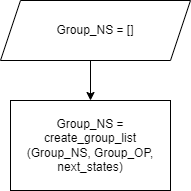 Group_NS = []
Group_NS =
create_group_list
(Group_NS, Group_OP,
next_states)